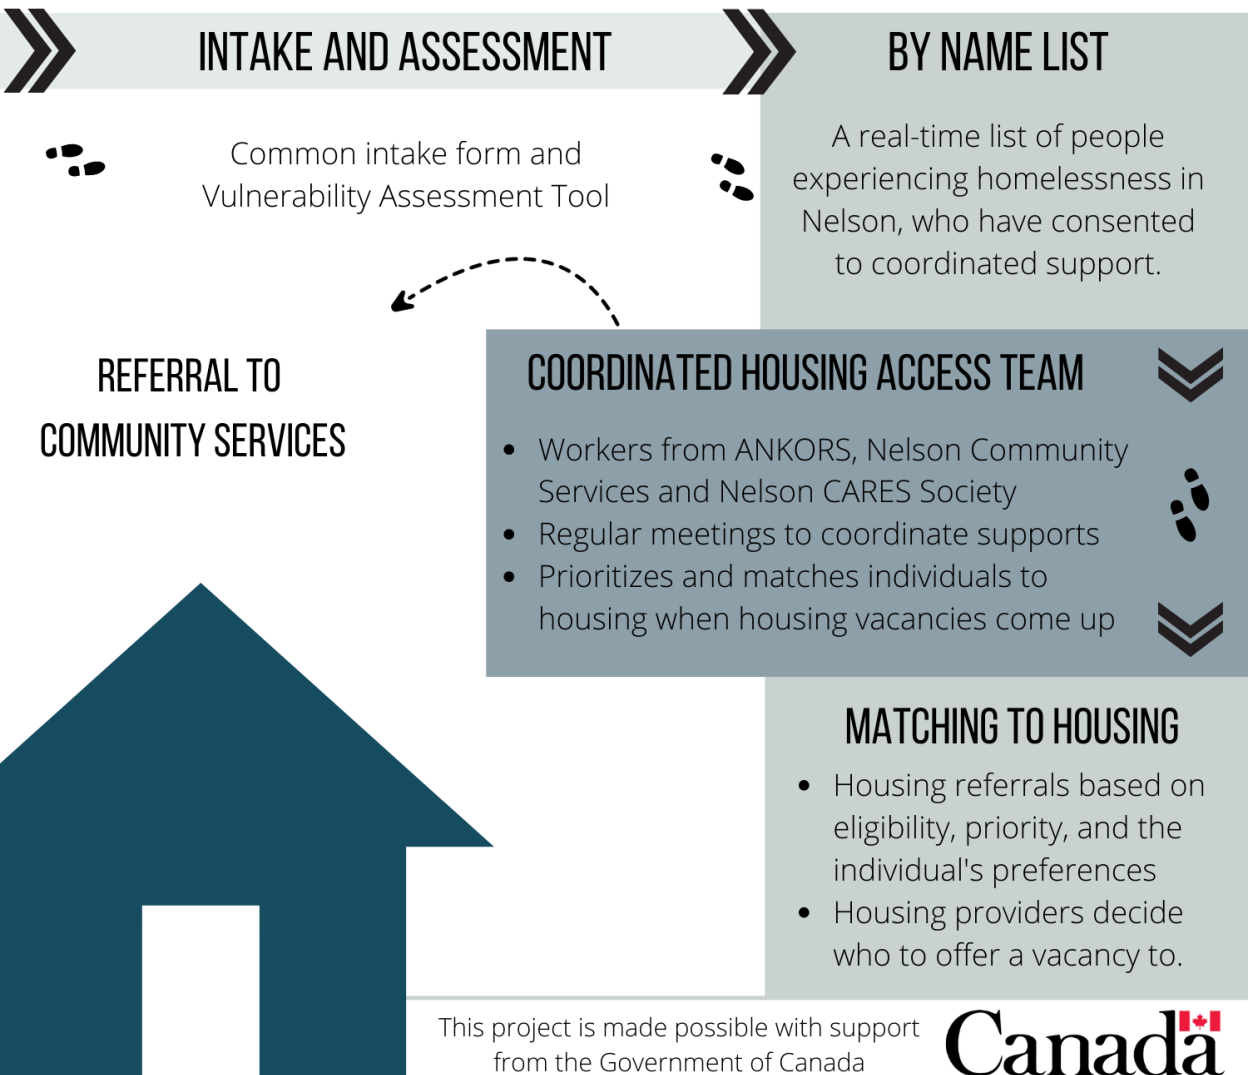 INTAKE AND ASSESSMENT
Common intake form and
Vulnerability Assessment Tool
BY NAME LIST
A real-time list of people
experiencing homelessness in
Nelson, who have consented
to coordinated support.
REFERRAL TO
COMMUNITY SERVICES
COORDINATED HOUSING ACCESS TEAM
• Workers from ANKORS, Nelson Community
Services and Nelson CARES Society
• Regular meetings to coordinate supports
• Prioritizes and matches individuals to
housing when housing vacancies come up
MATCHING TO HOUSING
• Housing referrals based on
eligibility, priority, and the
individual's preferences
• Housing providers decide
who to offer a vacancy to.
This project is made possible with support
from the Government of Canada
Canada